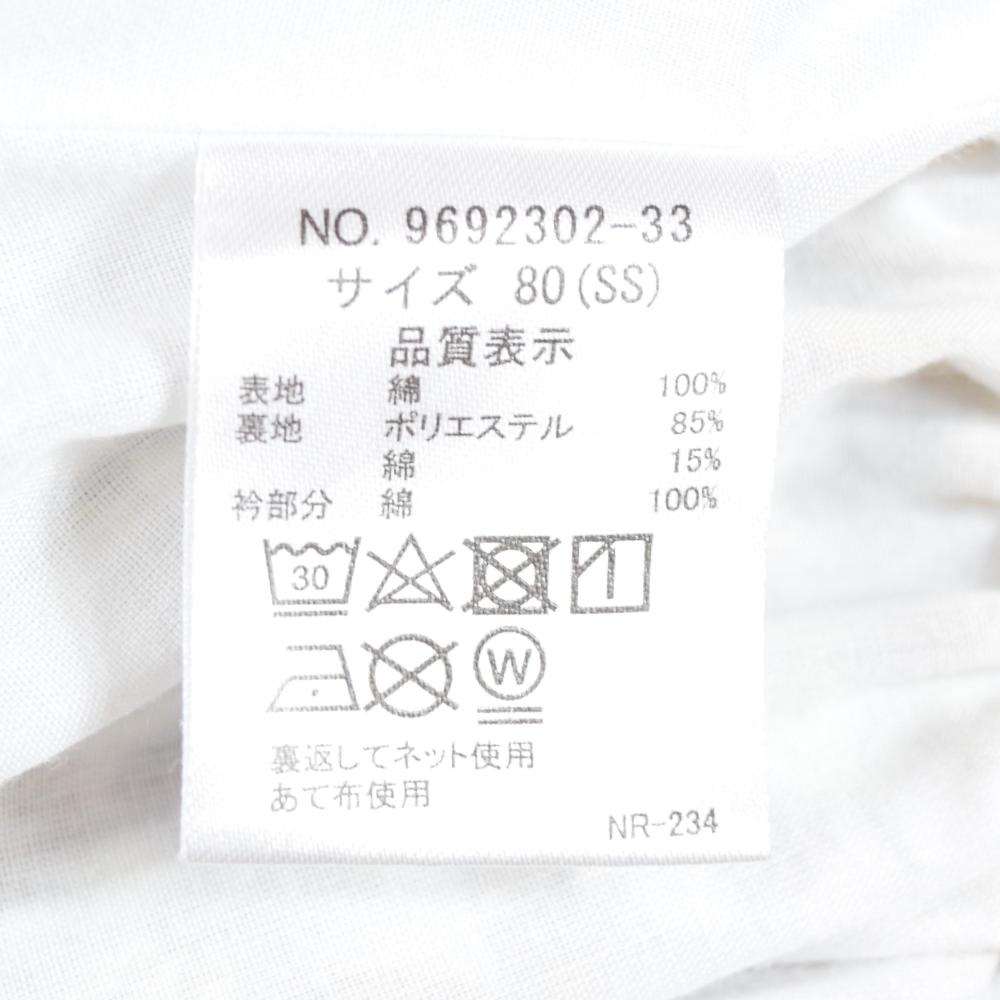 NO. 9692302-33
サイズ 80(SS)
品質表示
表地 綿 100%
裏地 ポリエステル 85%
綿 15%
衿部分 綿 100%
30
W
裏返してネット使用
あて布使用
NR-234